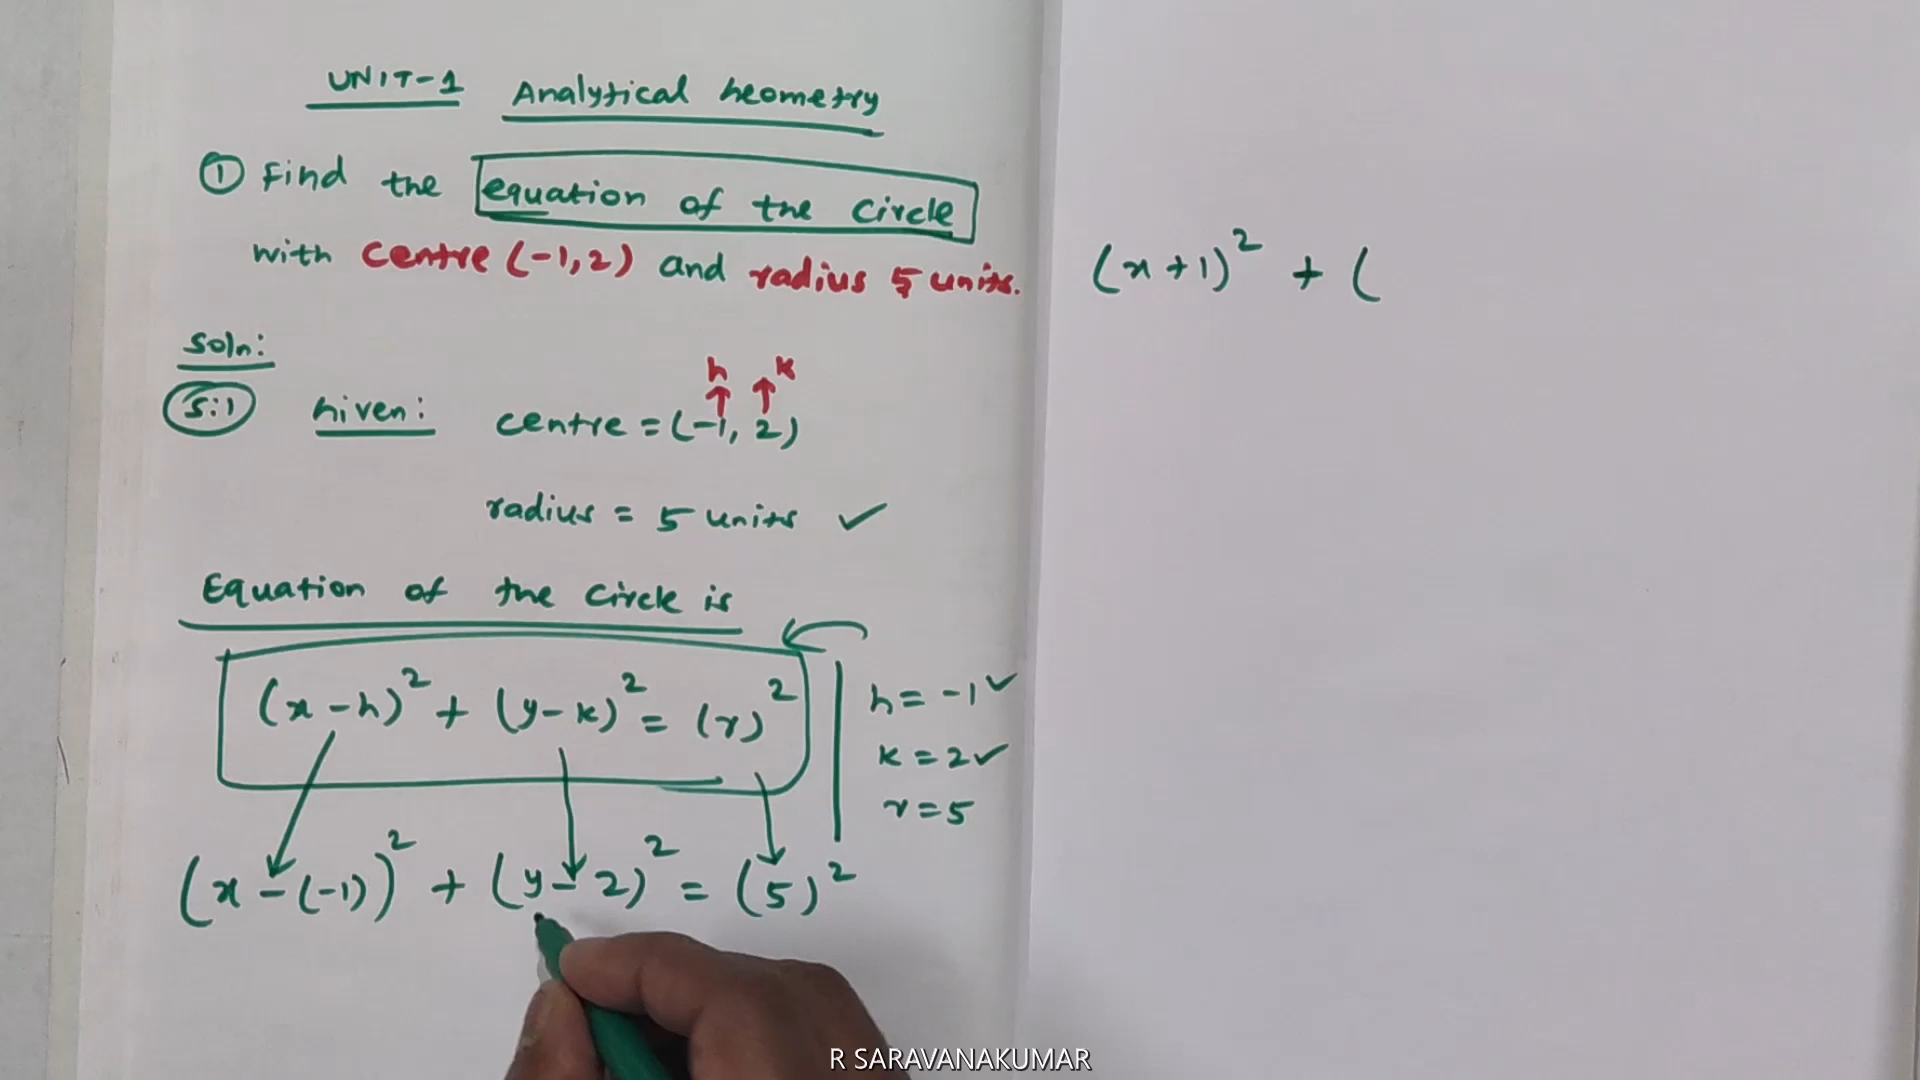 UNIT-1 Analytical Geometry
① Find the equation of the circle
with centre (-1,2) and radius 5 units.
Soln:
S:1 Given: centre = (-1, 2)
h k
radius = 5 units ✓
Equation of the circle is
(x-h)² + (y-k)² = (r)²
h = -1 ✓
k = 2 ✓
r = 5
(x-(-1))² + (y-2)² = (5)²
(x+1)² + (
R SARAVANAKUMAR